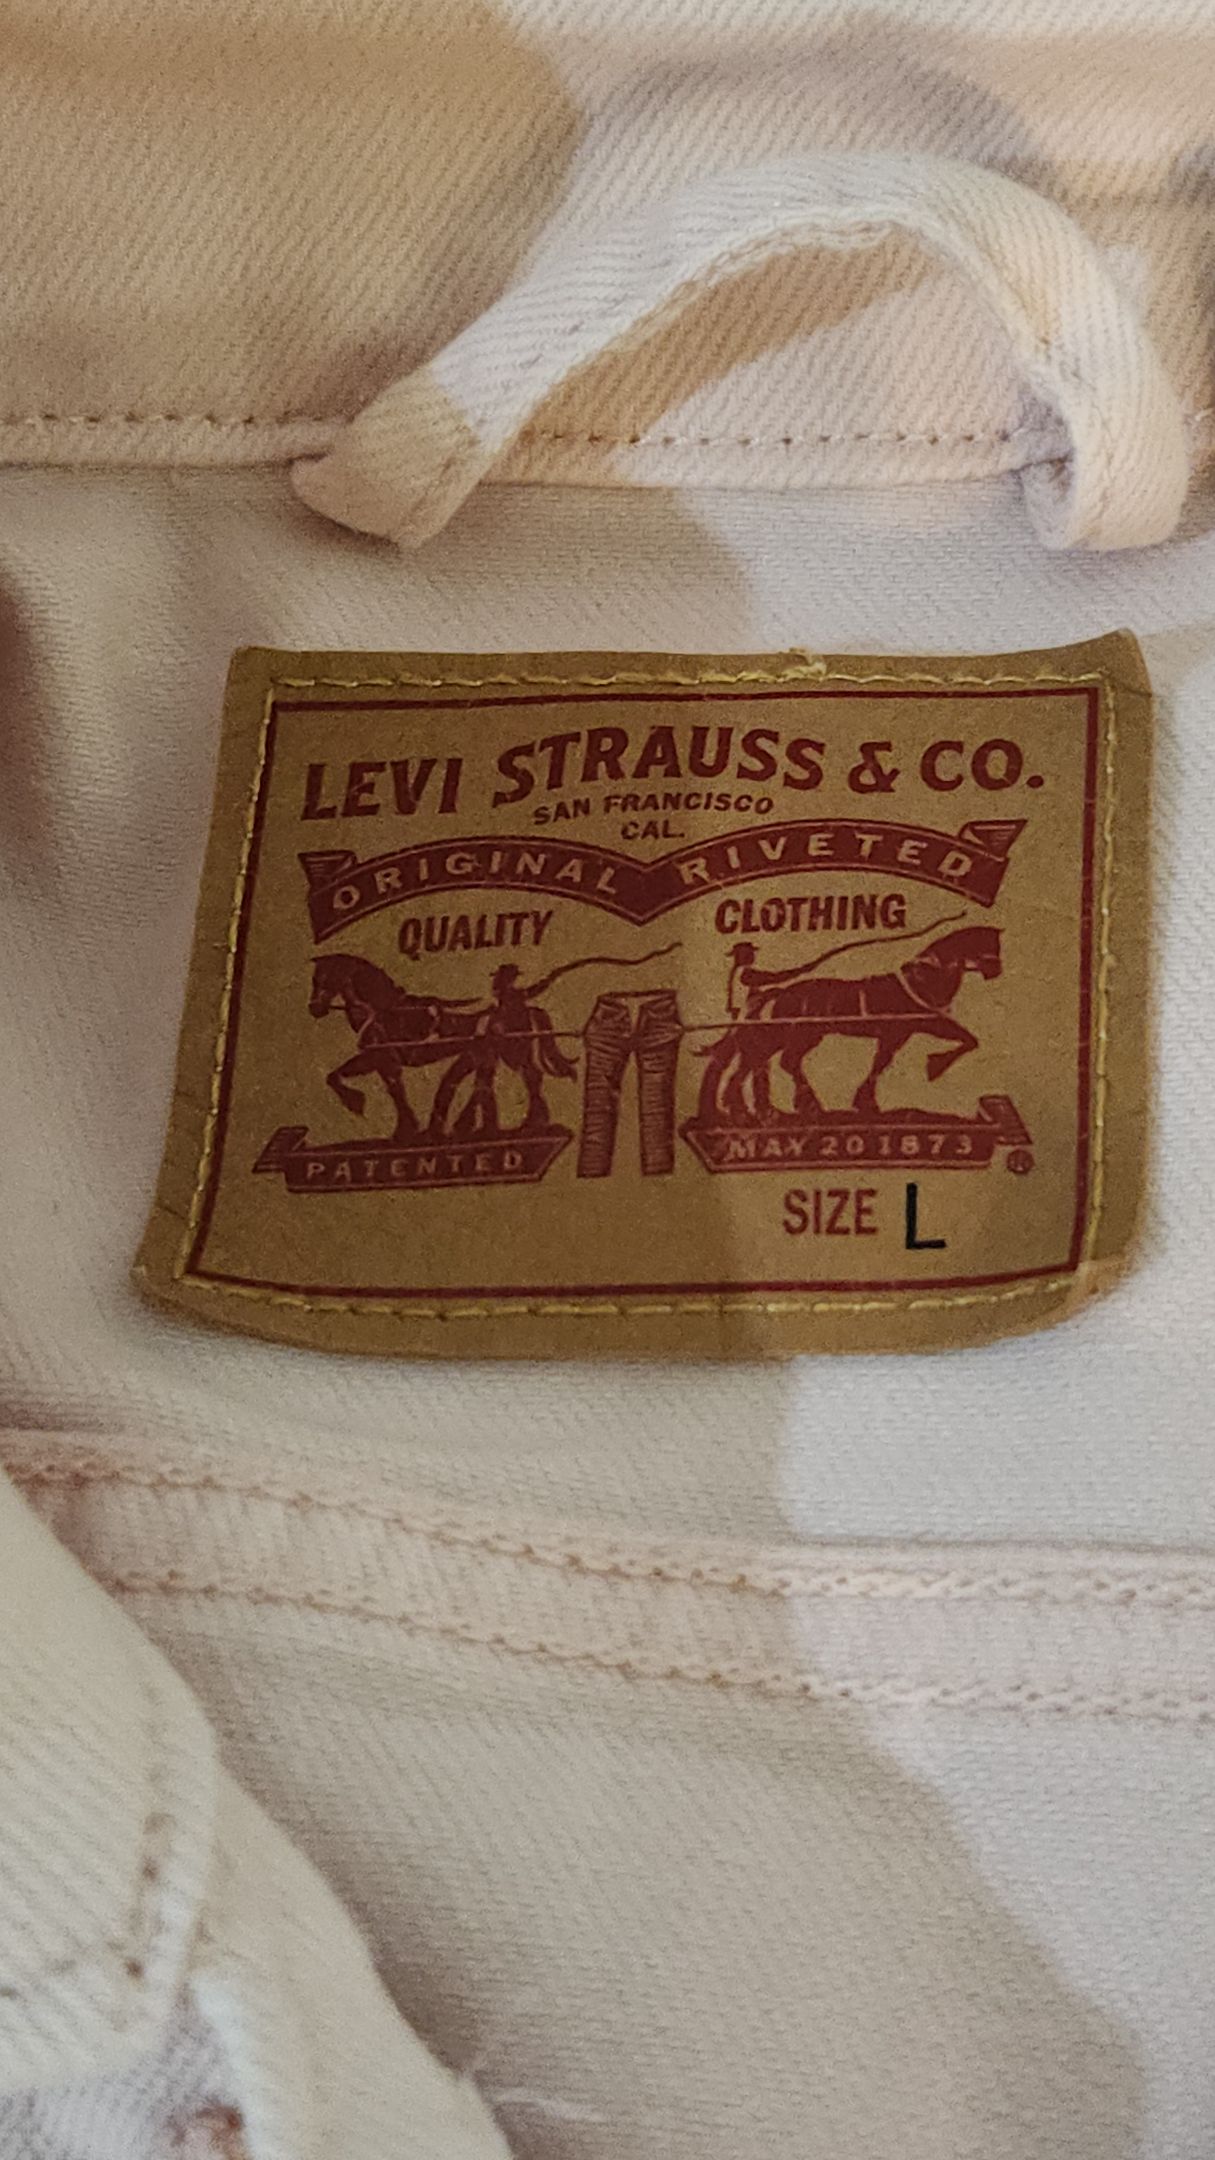 LEVI STRAUSS & CO.
SAN FRANCISCO
CAL.
ORIGINAL RIVETED
QUALITY CLOTHING
PATENTED MAY 20 1873 ®
SIZE L